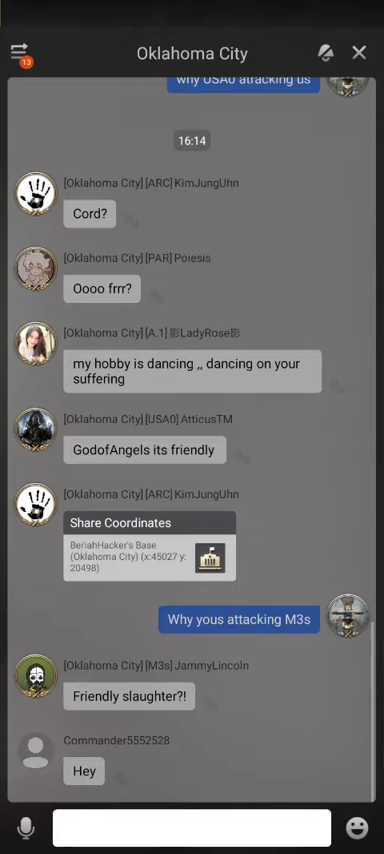 13
Oklahoma City
why USA0 atracking us
16:14
[Oklahoma City] [ARC] KimJungUhn
Cord?
[Oklahoma City] [PAR] Poiesis
Oooo frrr?
[Oklahoma City] [A.1] 影LadyRose影
my hobby is dancing ,, dancing on your
suffering
[Oklahoma City] [USA0] AtticusTM
GodofAngels its friendly
[Oklahoma City] [ARC] KimJungUhn
Share Coordinates
BeriahHacker's Base
(Oklahoma City) (x:45027 y:
20498)
Why yous attacking M3s
[Oklahoma City] [M3s] JammyLincoln
Friendly slaughter?!
Commander5552528
Hey